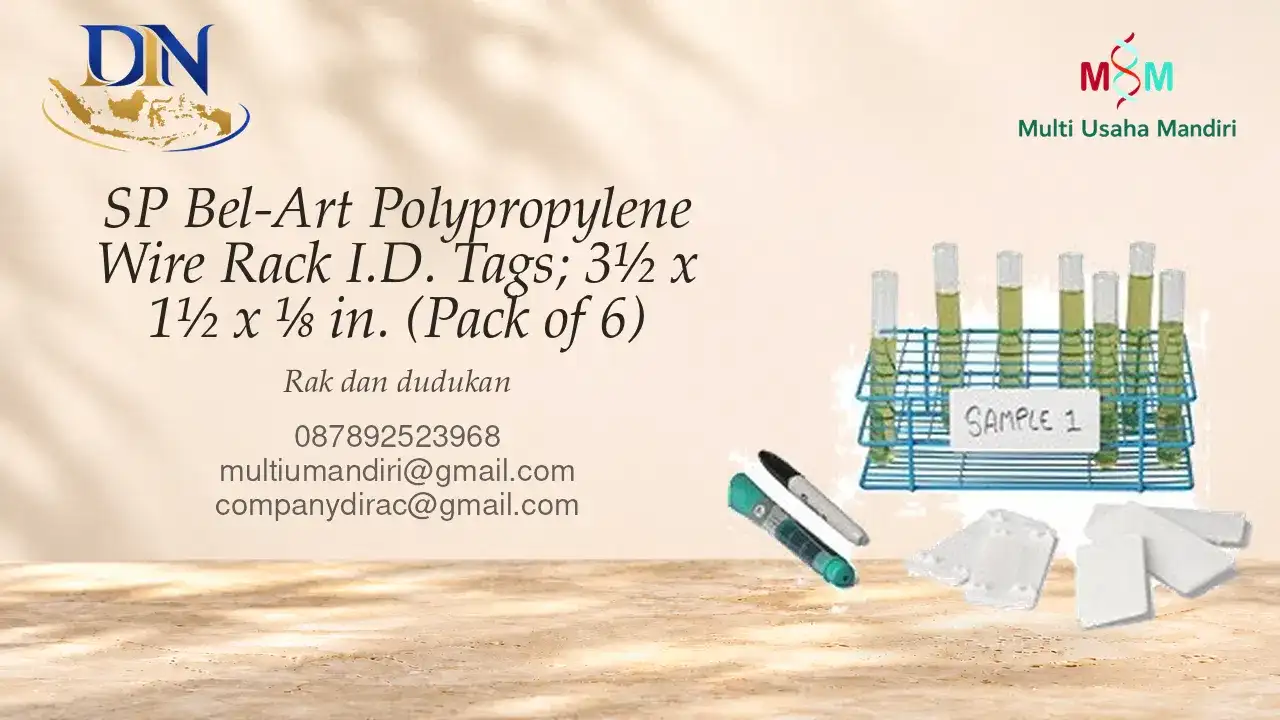 DIN
MSM
Multi Usaha Mandiri
SP Bel-Art Polypropylene
Wire Rack I.D. Tags; 3½ x
1½ x ⅛ in. (Pack of 6)
Rak dan dudukan
087892523968
multiumandiri@gmail.com
companydirac@gmail.com
SAMPLE 1